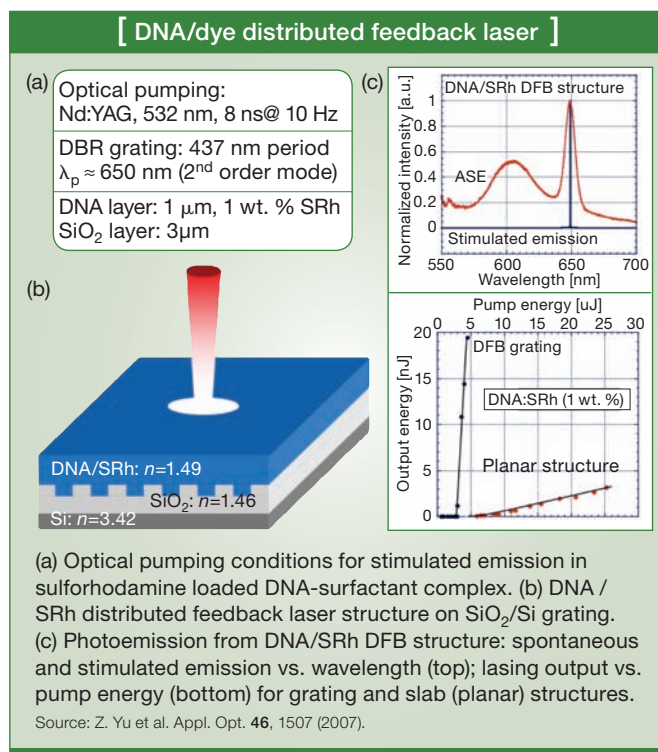 [ DNA/dye distributed feedback laser ]
(a)
Optical pumping:
Nd:YAG, 532 nm, 8 ns@ 10 Hz
DBR grating: 437 nm period
λp ≈ 650 nm (2nd order mode)
DNA layer: 1 μm, 1 wt. % SRh
SiO2 layer: 3μm
(b)
DNA/SRh: n=1.49
SiO2: n=1.46
Si: n=3.42
(c)
DNA/SRh DFB structure
Normalized intensity [a.u.]
1
0.8
0.6
0.4
0.2
0
ASE
Stimulated emission
550 600 650 700
Wavelength [nm]
Pump energy [uJ]
0 5 10 15 20 25 30
Output energy [nJ]
20
15
10
5
0
DFB grating
DNA:SRh (1 wt. %)
Planar structure
(a) Optical pumping conditions for stimulated emission in
sulforhodamine loaded DNA-surfactant complex. (b) DNA /
SRh distributed feedback laser structure on SiO2/Si grating.
(c) Photoemission from DNA/SRh DFB structure: spontaneous
and stimulated emission vs. wavelength (top); lasing output vs.
pump energy (bottom) for grating and slab (planar) structures.
Source: Z. Yu et al. Appl. Opt. 46, 1507 (2007).